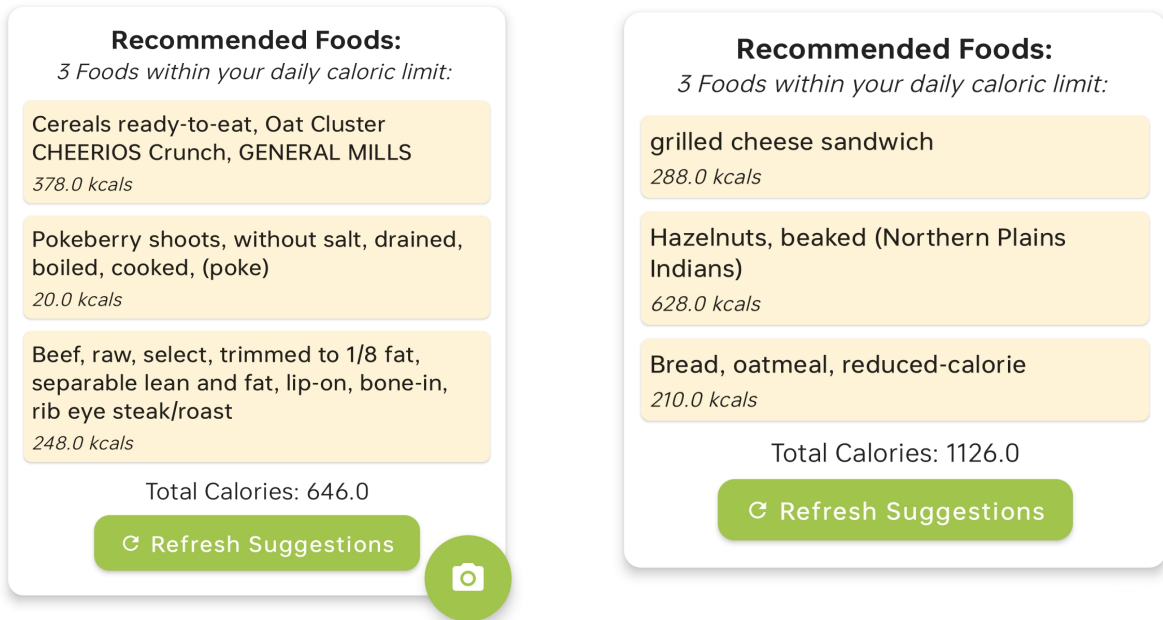 Recommended Foods:
3 Foods within your daily caloric limit:
Cereals ready-to-eat, Oat Cluster
CHEERIOS Crunch, GENERAL MILLS
378.0 kcals
Pokeberry shoots, without salt, drained,
boiled, cooked, (poke)
20.0 kcals
Beef, raw, select, trimmed to 1/8 fat,
separable lean and fat, lip-on, bone-in,
rib eye steak/roast
248.0 kcals
Total Calories: 646.0
Refresh Suggestions
Recommended Foods:
3 Foods within your daily caloric limit:
grilled cheese sandwich
288.0 kcals
Hazelnuts, beaked (Northern Plains
Indians)
628.0 kcals
Bread, oatmeal, reduced-calorie
210.0 kcals
Total Calories: 1126.0
Refresh Suggestions